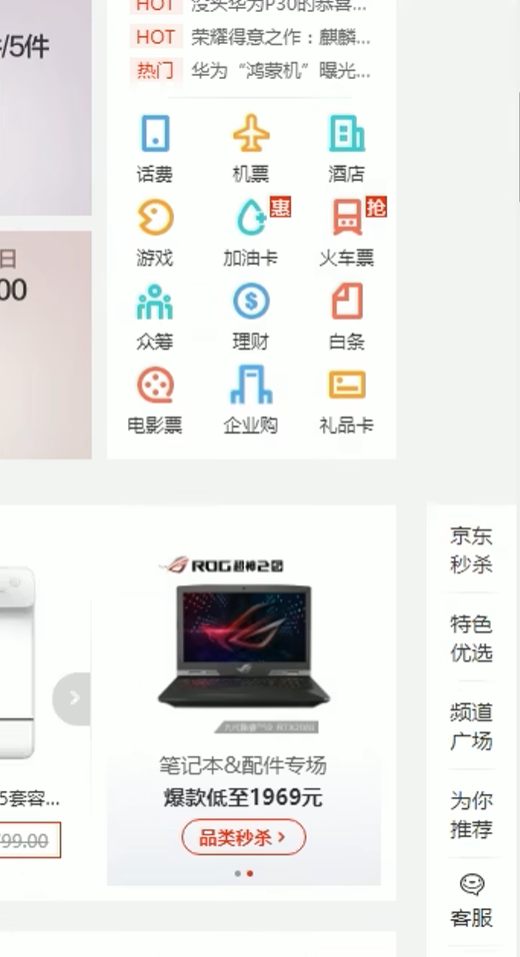 HOT 没头华为P30的恭喜...
/5件
HOT 荣耀得意之作：麒麟...
热门 华为“鸿蒙机”曝光...
话费 机票 酒店
惠 抢
游戏 加油卡 火车票
日
00
众筹 理财 白条
电影票 企业购 礼品卡
ROG 超神2团
笔记本&配件专场
5套容...
爆款低至1969元
99.00
品类秒杀 >
京东
秒杀
特色
优选
频道
广场
为你
推荐
客服